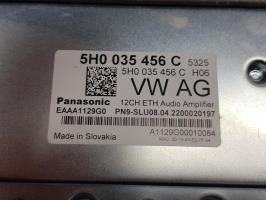 5H0 035 456 C 5325
5H0 035 456 C H06
VW AG
Panasonic 12CH ETH Audio Amplifier
EAAA1129G0 PN9-SLU08.04.2200020197
Made in Slovakia
A1129G00010084